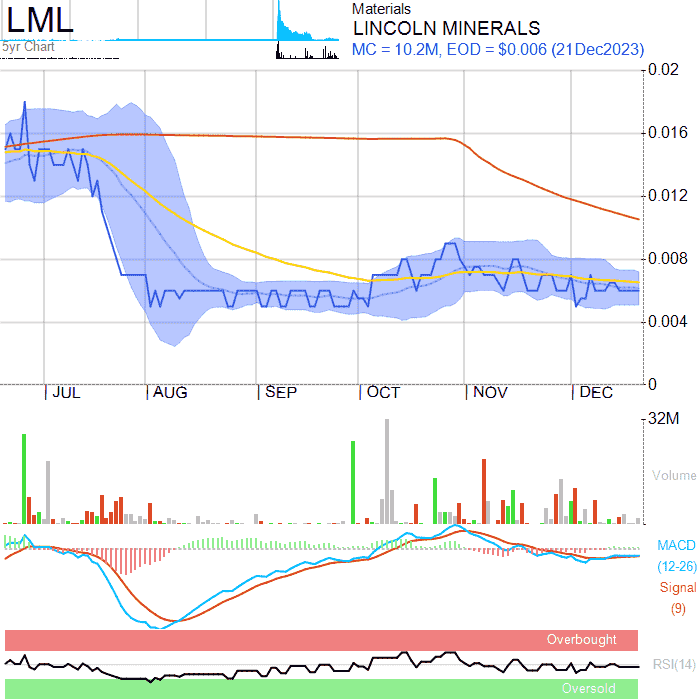 LML
5yr Chart
Materials
LINCOLN MINERALS
MC = 10.2M, EOD = $0.006 (21Dec2023)
0.02
0.016
0.012
0.008
0.004
0
JUL AUG SEP OCT NOV DEC
32M
Volume
MACD
(12-26)
Signal
(9)
Overbought
RSI(14)
Oversold